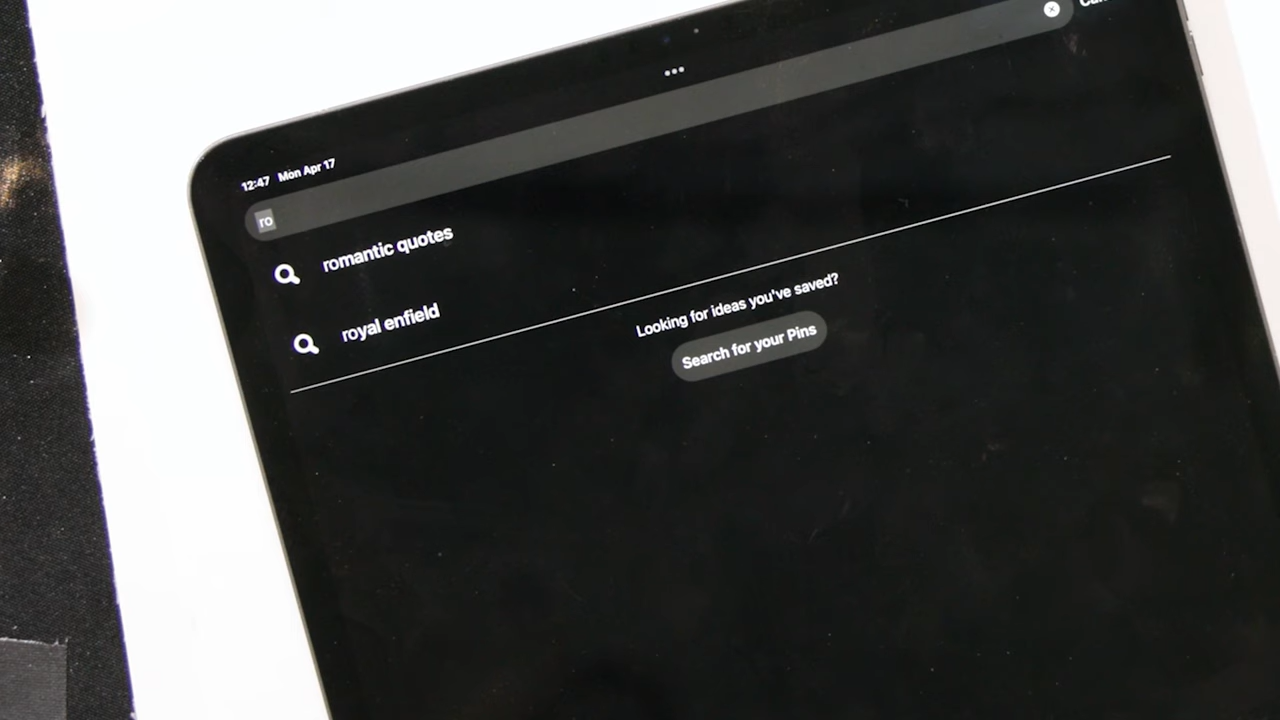 12:47 Mon Apr 17
ro
romantic quotes
royal enfield
Looking for ideas you've saved?
Search for your Pins